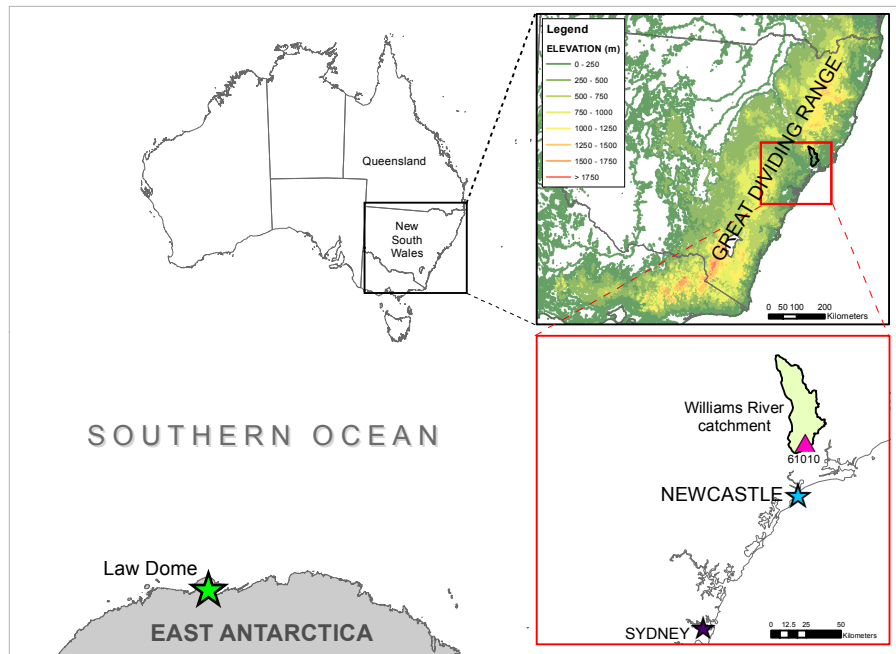 Queensland
New
South
Wales
SOUTHERN OCEAN
Law Dome
EAST ANTARCTICA
Legend
ELEVATION (m)
0 - 250
250 - 500
500 - 750
750 - 1000
1000 - 1250
1250 - 1500
1500 - 1750
> 1750
GREAT DIVIDING RANGE
0 50 100 200
Kilometers
Williams River
catchment
61010
NEWCASTLE
SYDNEY
0 12.5 25 50
Kilometers